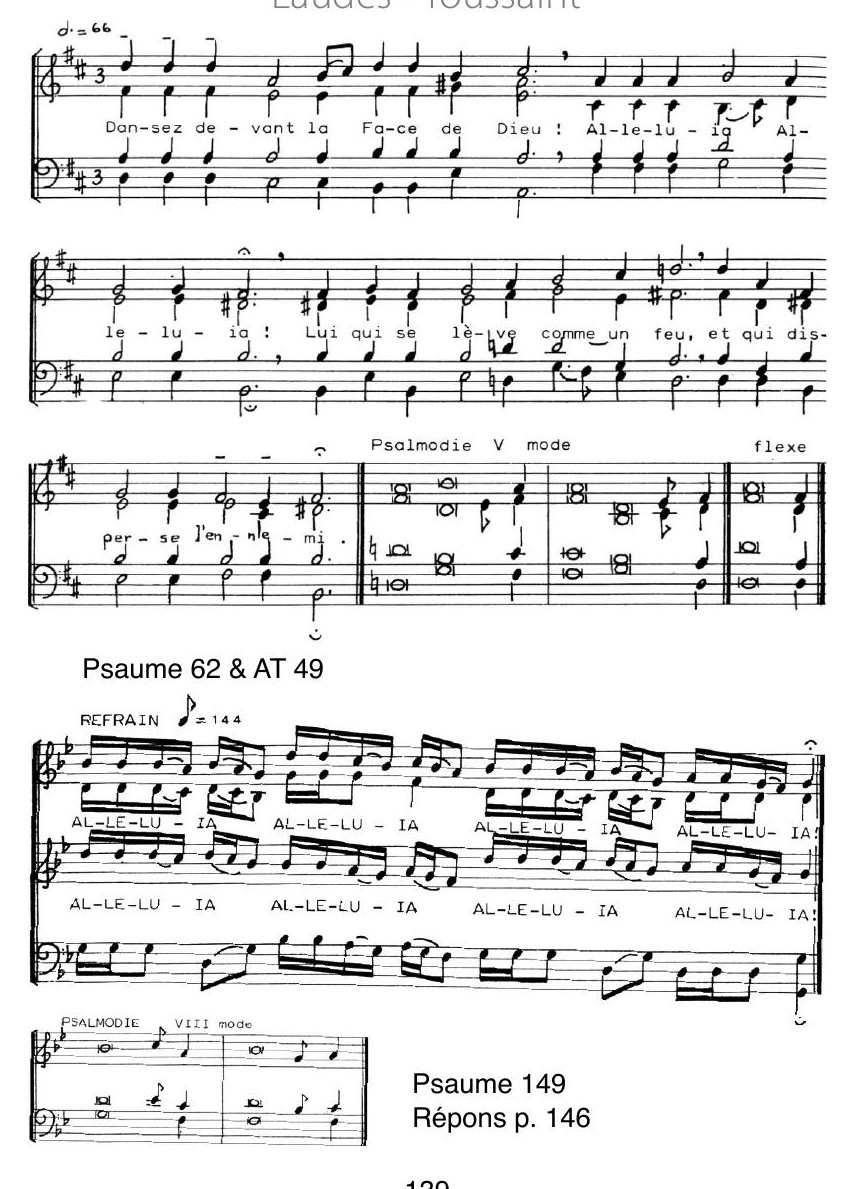 Laudes - Toussaint
♩. = 66
Dan-sez de - vant la Fa-ce de Dieu ! Al-le-lu - ia Al-
le - lu - ia ! Lui qui se lè - ve comme un feu, et qui dis-
Psalmodie V mode flexe
per - se l'en - ne - mi .
Psaume 62 & AT 49
REFRAIN ♪ = 144
AL-LE-LU - IA AL-LE-LU - IA AL-LE-LU - IA AL-LE-LU- IA!
AL-LE-LU - IA AL-LE-LU - IA AL-LE-LU - IA AL-LE-LU- IA!
PSALMODIE VIII mode
Psaume 149
Répons p. 146
139